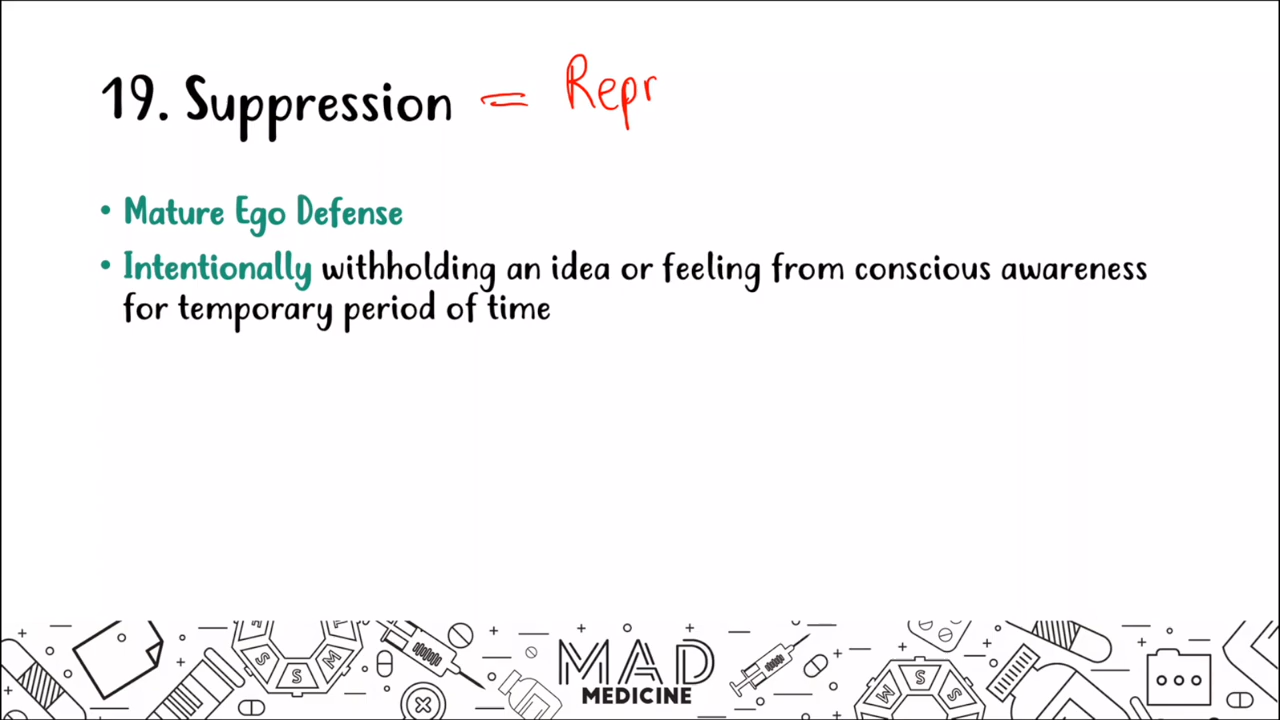 19. Suppression = Repr
• Mature Ego Defense
• Intentionally withholding an idea or feeling from conscious awareness
for temporary period of time
S S M
M S S
MAD
MEDICINE